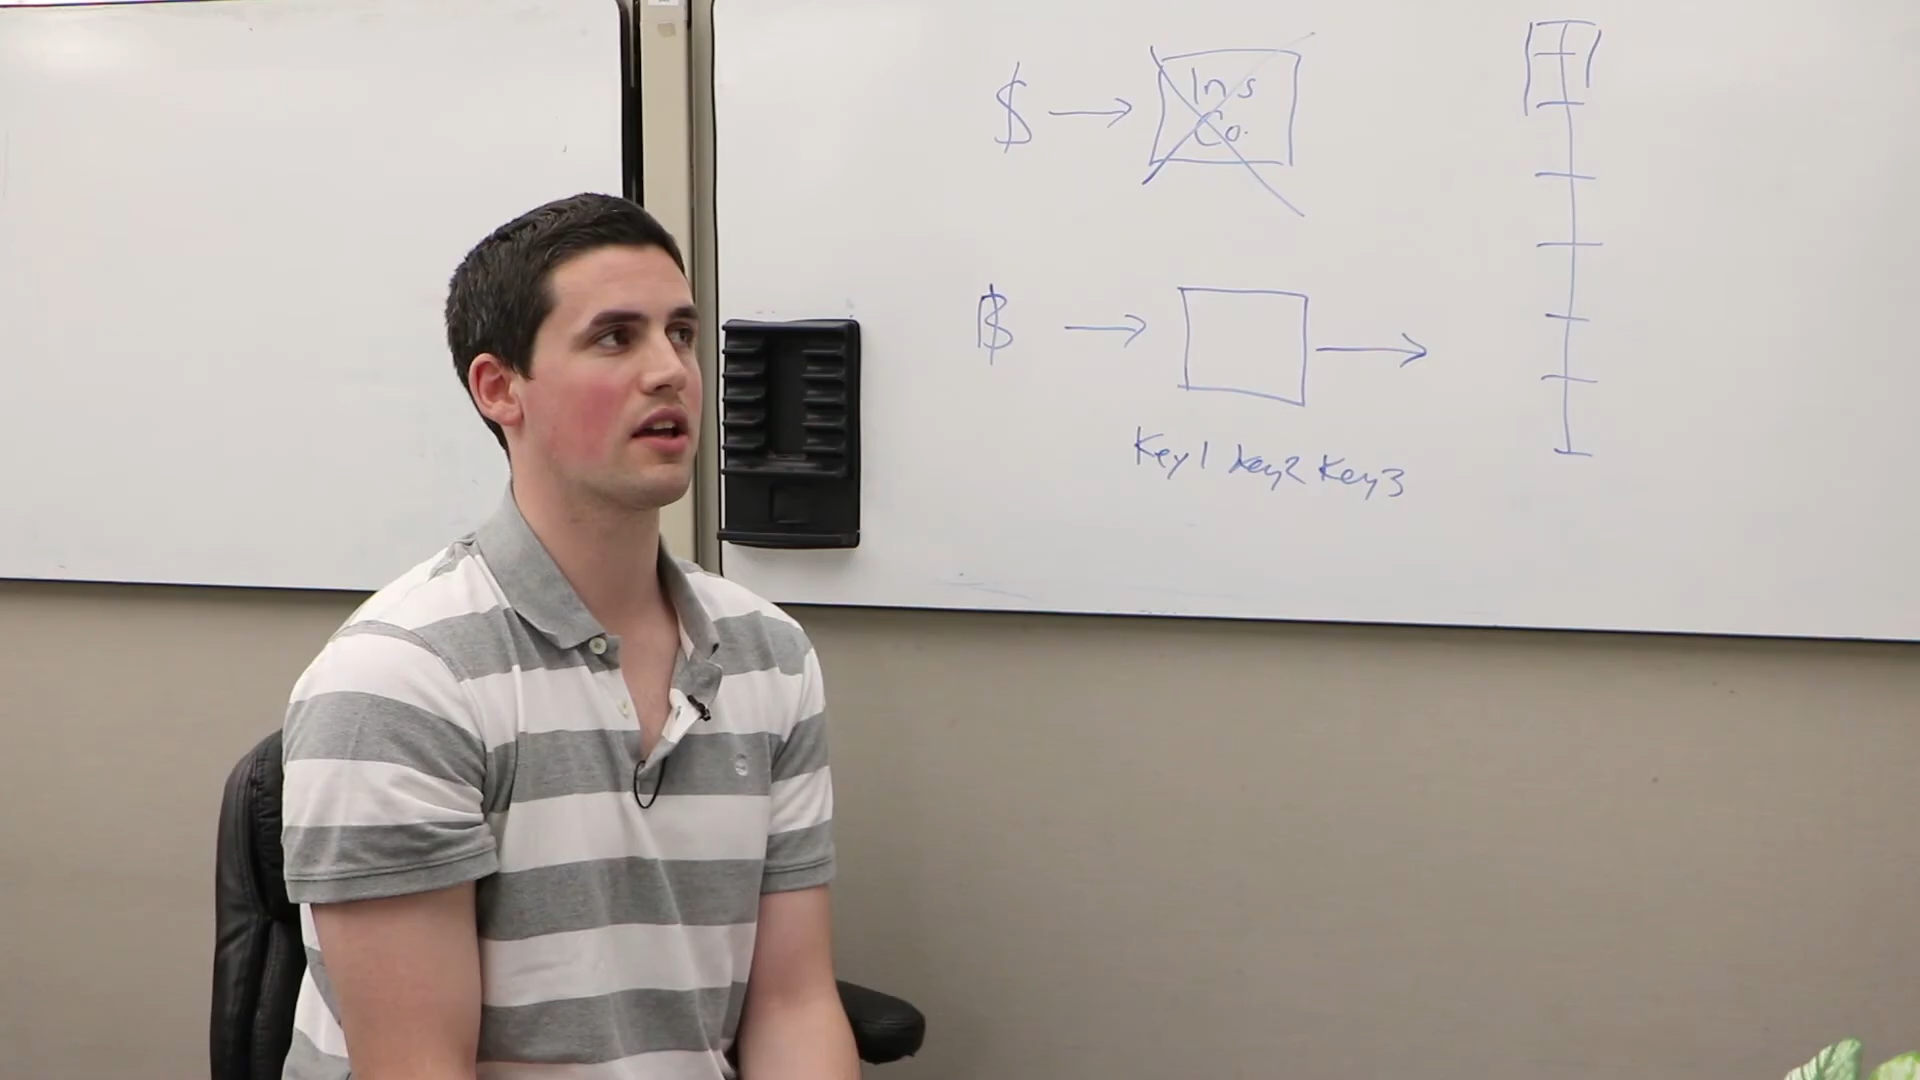 $ → Ins
Co.
₿ →
Key1 Key2 Key3